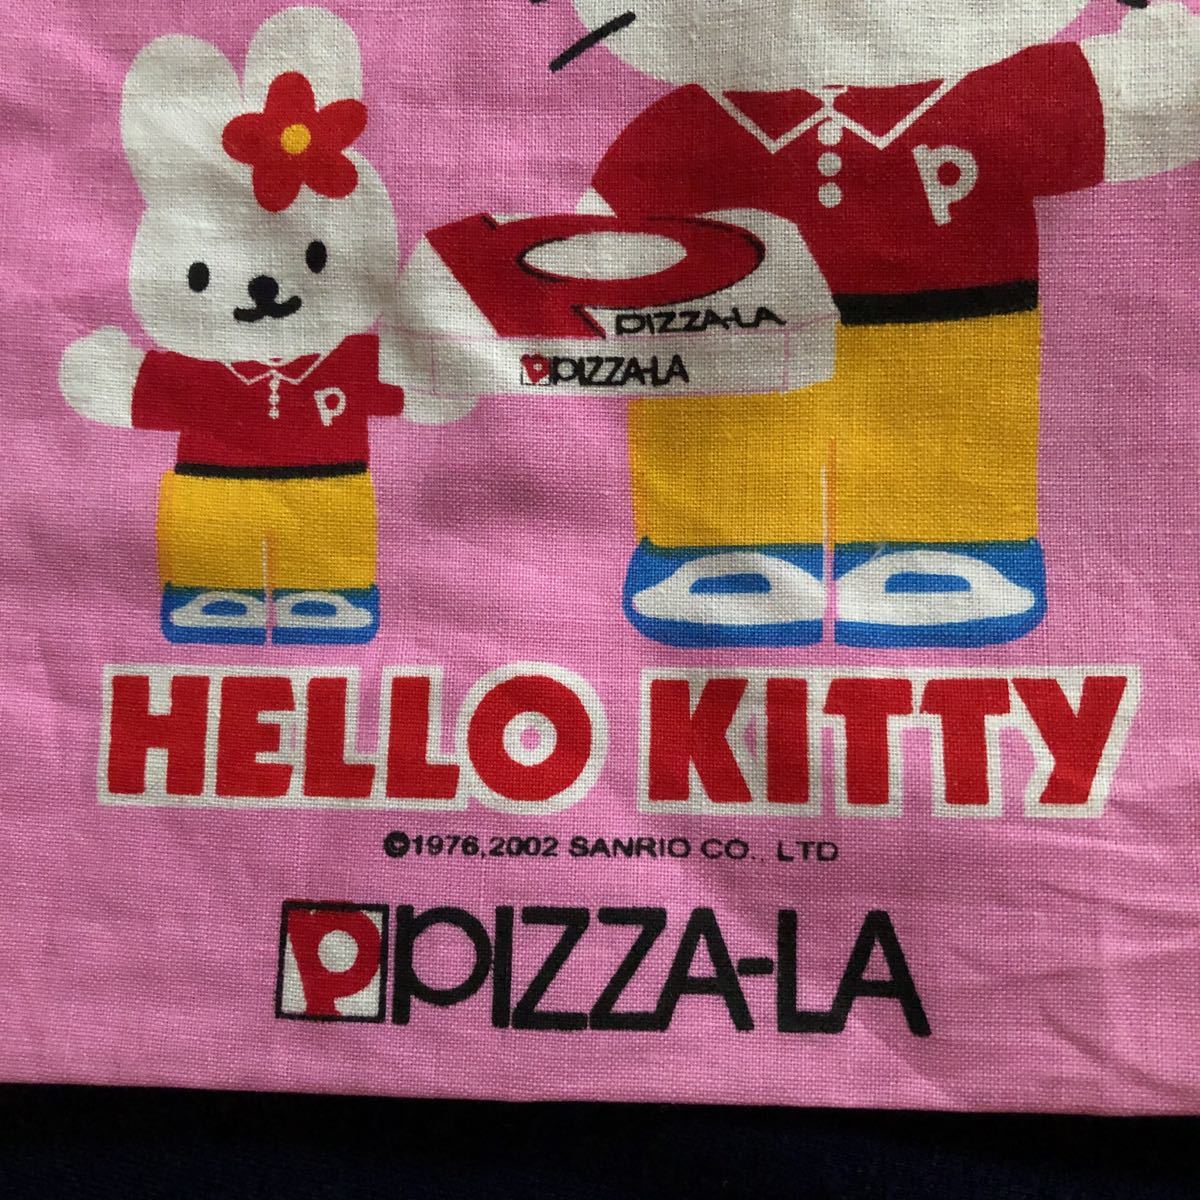 P
PIZZA-LA
P PIZZA-LA
P
HELLO KITTY
©1976,2002 SANRIO CO., LTD
P PIZZA-LA